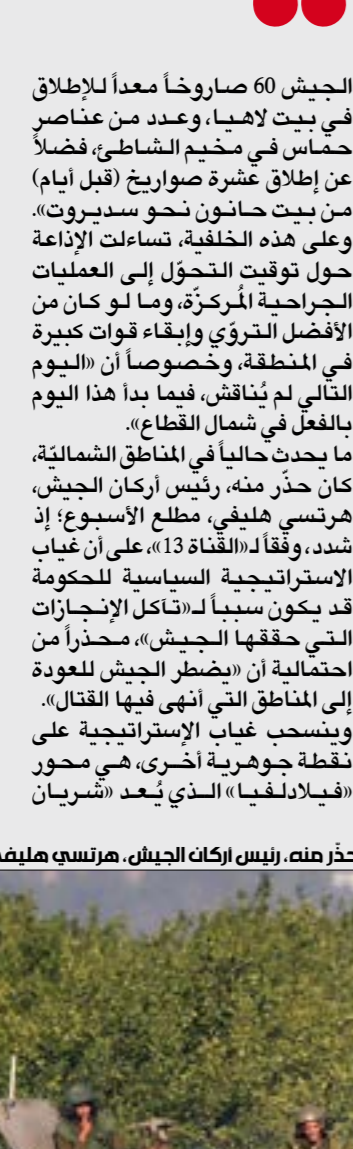 الجيش 60 صاروخاً معداً للإطلاق
في بيت لاهيا، وعدد من عناصر
حماس في مخيم الشاطئ، فضلاً
عن إطلاق عشرة صواريخ (قبل أيام)
من بيت حانون نحو سديروت».
وعلى هذه الخلفية، تساءلت الإذاعة
حول توقيت التحوّل إلى العمليات
الجراحية المُركزّة، وما لو كان من
الأفضل التروّي وإبقاء قوات كبيرة
في المنطقة، وخصوصاً أن «اليوم
التالي لم يُناقش، فيما بدأ هذا اليوم
بالفعل في شمال القطاع».
ما يحدث حالياً في المناطق الشماليّة،
كان حذّر منه، رئيس أركان الجيش،
هرتسي هليفي، مطلع الأسبوع؛ إذ
شدد، وفقاً لـ«القناة 13»، على أن غياب
الاستراتيجية السياسية للحكومة
قد يكون سبباً لـ«تآكل الإنجازات
التي حققها الجيش»، محذراً من
احتمالية أن «يضطر الجيش للعودة
إلى المناطق التي أنهى فيها القتال».
وينسحب غياب الإستراتيجية على
نقطة جوهرية أخرى، هي محور
«فيلادلفيا» الذي يُعد «شريان
حذّر منه، رئيس أركان الجيش، هرتسي هليفي